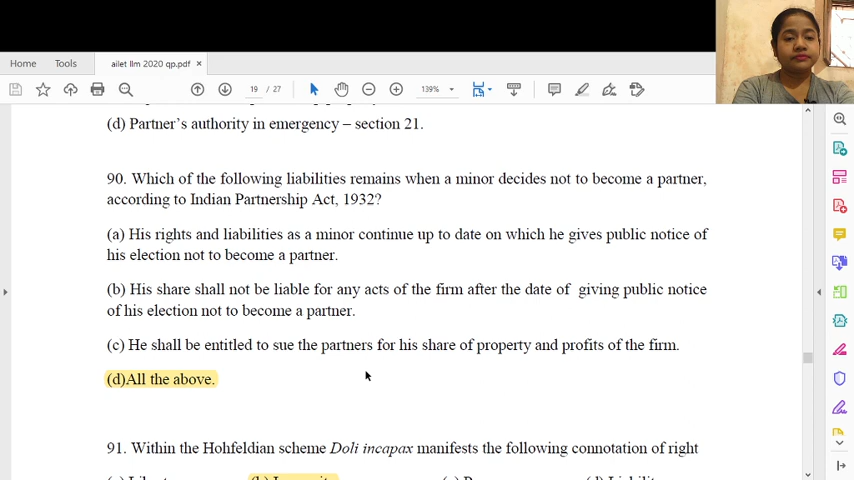 Home Tools ailet llm 2020 qp.pdf ×
19 / 27 139%
(d) Partner's authority in emergency – section 21.
90. Which of the following liabilities remains when a minor decides not to become a partner,
according to Indian Partnership Act, 1932?
(a) His rights and liabilities as a minor continue up to date on which he gives public notice of
his election not to become a partner.
(b) His share shall not be liable for any acts of the firm after the date of giving public notice
of his election not to become a partner.
(c) He shall be entitled to sue the partners for his share of property and profits of the firm.
(d)All the above.
91. Within the Hohfeldian scheme Doli incapax manifests the following connotation of right